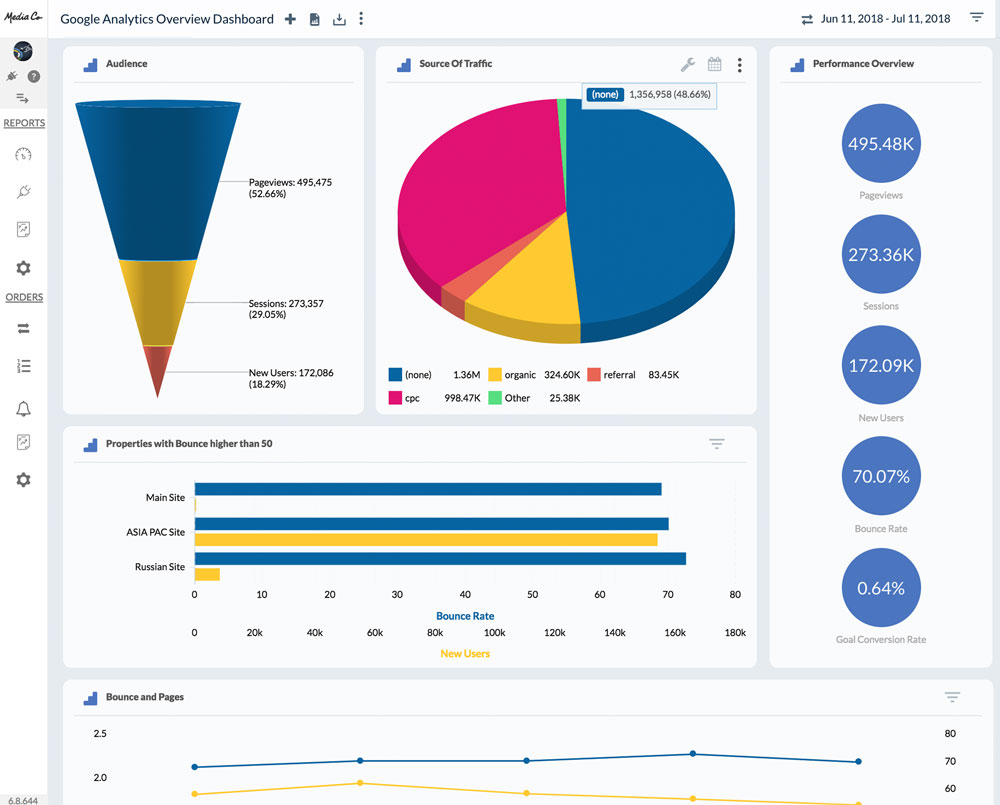 Media Co
Google Analytics Overview Dashboard
Jun 11, 2018 - Jul 11, 2018
REPORTS
ORDERS
6.8.644
Audience
Pageviews: 495,475
(52.66%)
Sessions: 273,357
(29.05%)
New Users: 172,086
(18.29%)
Source Of Traffic
(none) 1,356,958 (48.66%)
(none) 1.36M organic 324.60K referral 83.45K
cpc 998.47K Other 25.38K
Performance Overview
495.48K
Pageviews
273.36K
Sessions
172.09K
New Users
70.07%
Bounce Rate
0.64%
Goal Conversion Rate
Properties with Bounce higher than 50
Main Site
ASIA PAC Site
Russian Site
0 10 20 30 40 50 60 70 80
Bounce Rate
0 20k 40k 60k 80k 100k 120k 140k 160k 180k
New Users
Bounce and Pages
2.5 80
70
2.0
60